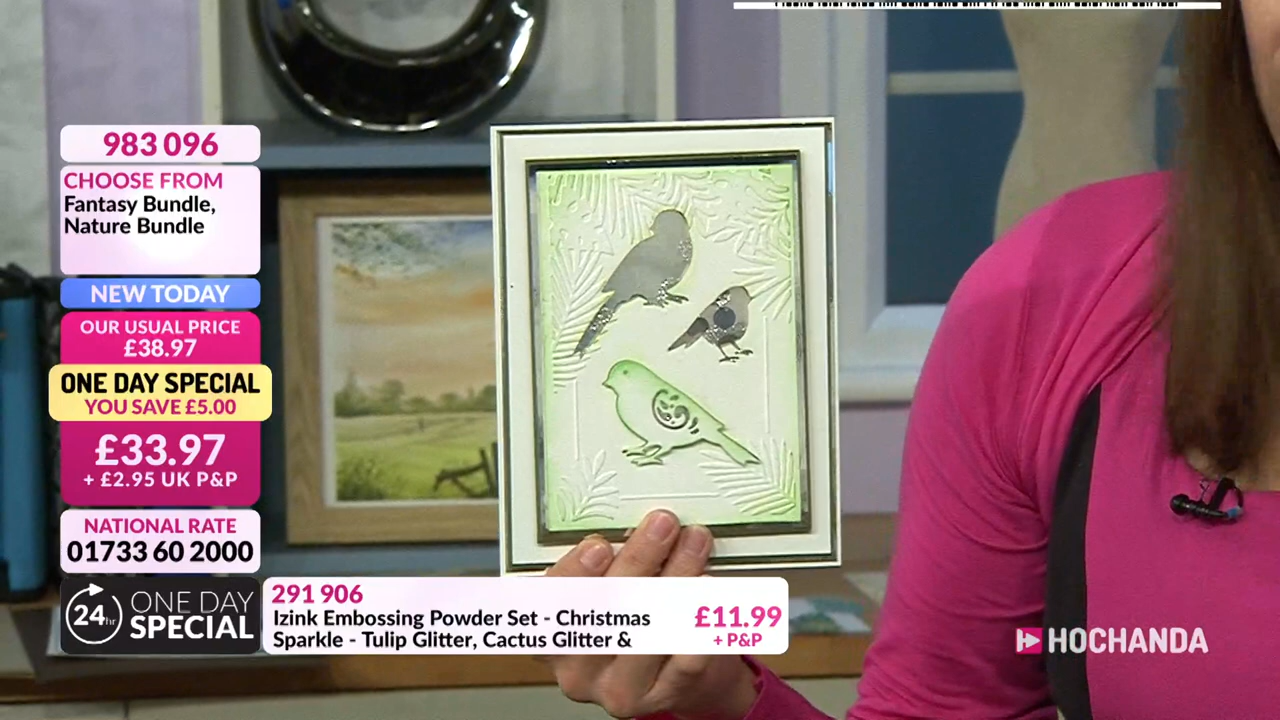 983 096
CHOOSE FROM
Fantasy Bundle,
Nature Bundle
NEW TODAY
OUR USUAL PRICE
£38.97
ONE DAY SPECIAL
YOU SAVE £5.00
£33.97
+ £2.95 UK P&P
NATIONAL RATE
01733 60 2000
24hr
ONE DAY
SPECIAL
291 906
Izink Embossing Powder Set - Christmas
Sparkle - Tulip Glitter, Cactus Glitter &
£11.99
+ P&P
HOCHANDA